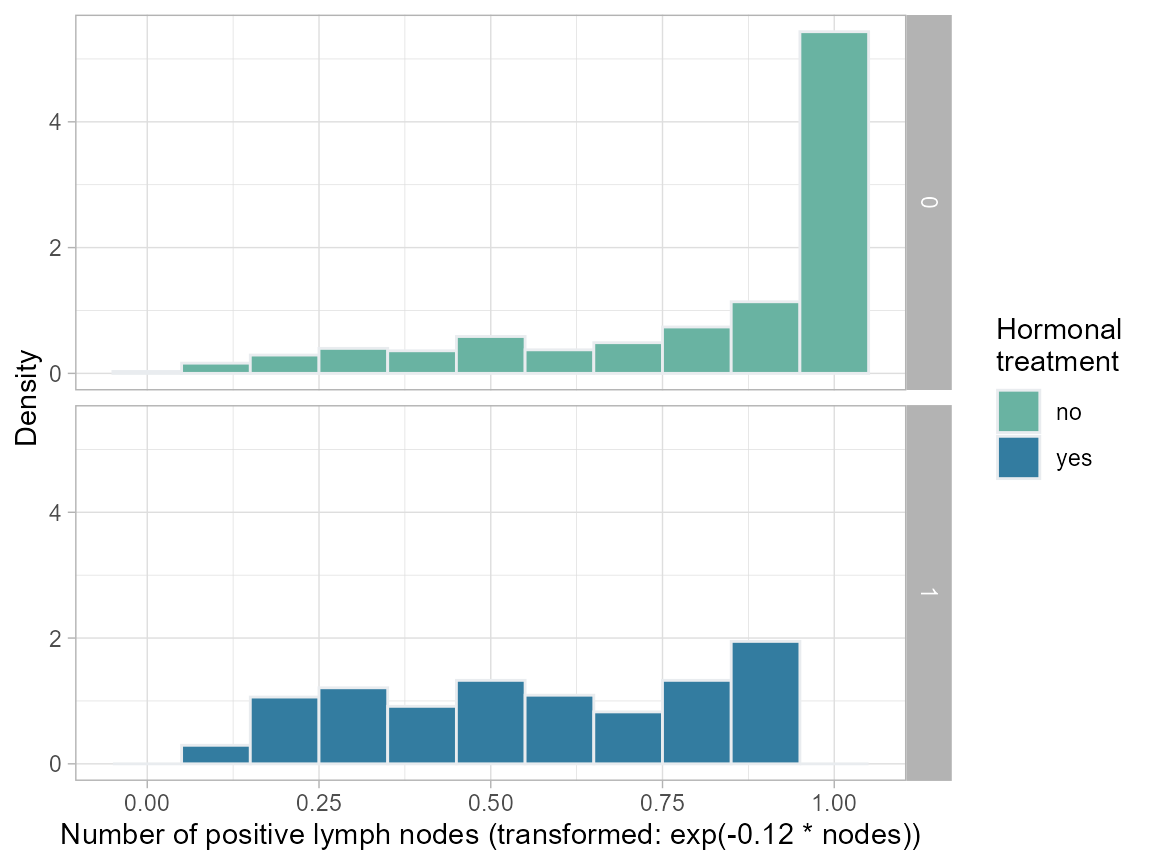 4
2
0
0
4
2
0
1
Density
0.00 0.25 0.50 0.75 1.00
Number of positive lymph nodes (transformed: exp(-0.12 * nodes))
Hormonal
treatment
no
yes